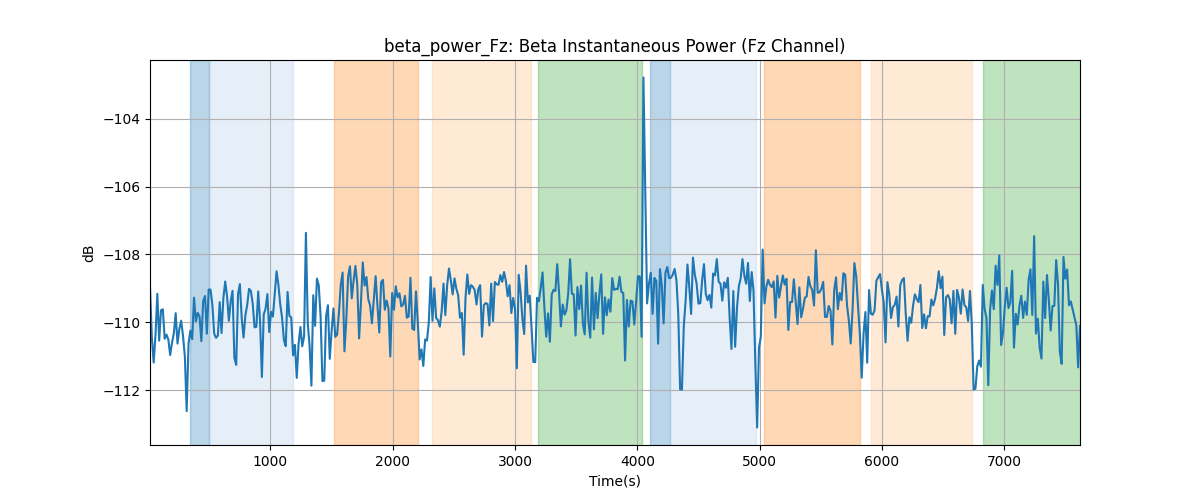 beta_power_Fz: Beta Instantaneous Power (Fz Channel)
−104
−106
−108
−110
−112
dB
1000 2000 3000 4000 5000 6000 7000
Time(s)